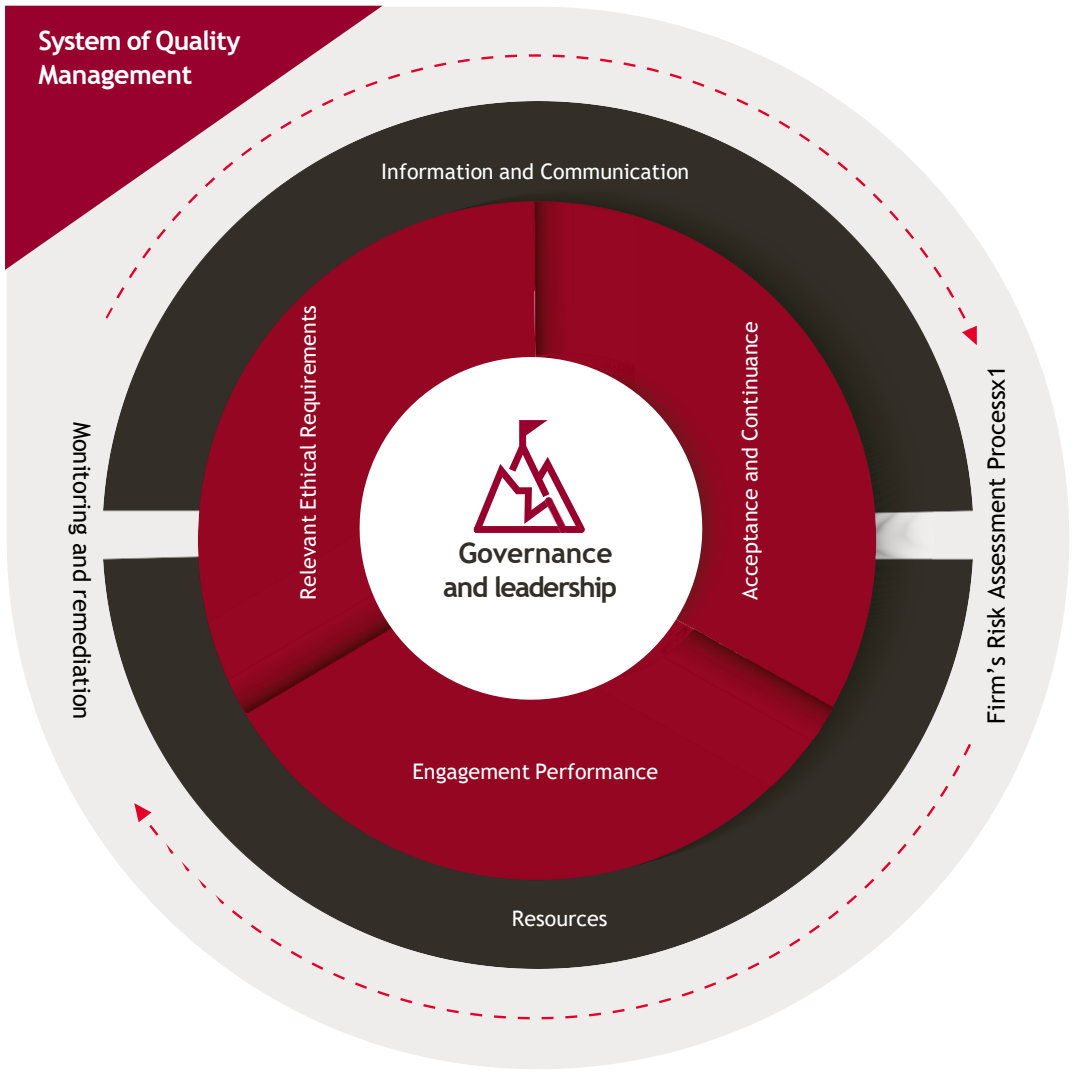 System of Quality
Management
Information and Communication
Relevant Ethical Requirements
Acceptance and Continuance
Monitoring and remediation
Firm’s Risk Assessment Processx1
Governance
and leadership
Engagement Performance
Resources